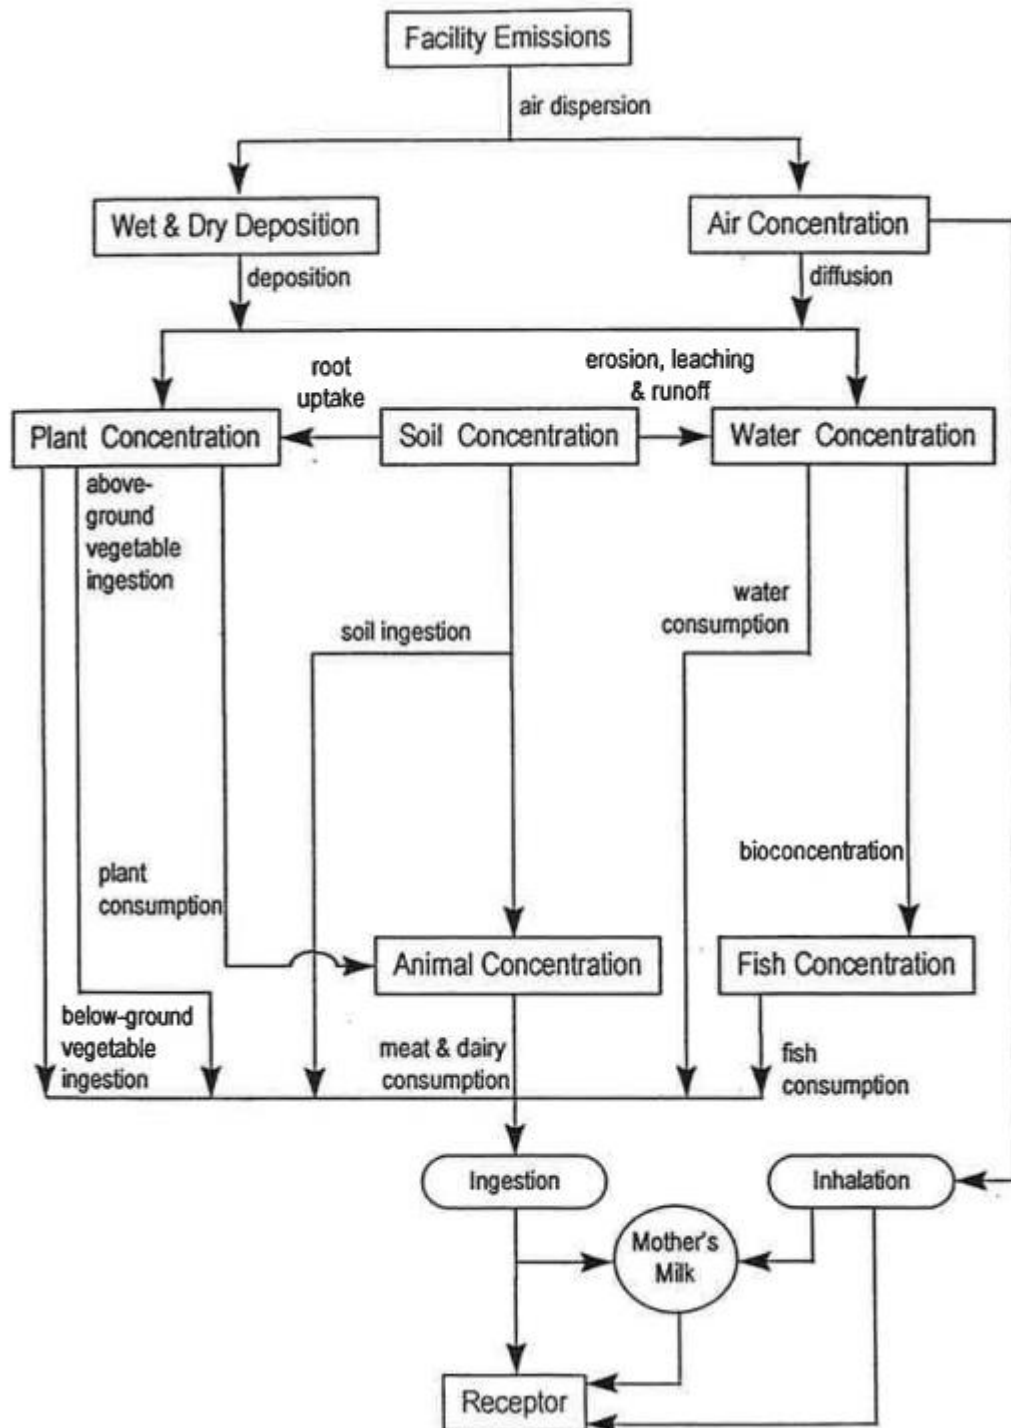 Facility Emissions
air dispersion
Wet & Dry Deposition
Air Concentration
deposition
diffusion
root
uptake
erosion, leaching
& runoff
Plant Concentration
Soil Concentration
Water Concentration
above-
ground
vegetable
ingestion
soil ingestion
water
consumption
plant
consumption
bioconcentration
Animal Concentration
Fish Concentration
below-ground
vegetable
ingestion
meat & dairy
consumption
fish
consumption
Ingestion
Inhalation
Mother's
Milk
Receptor